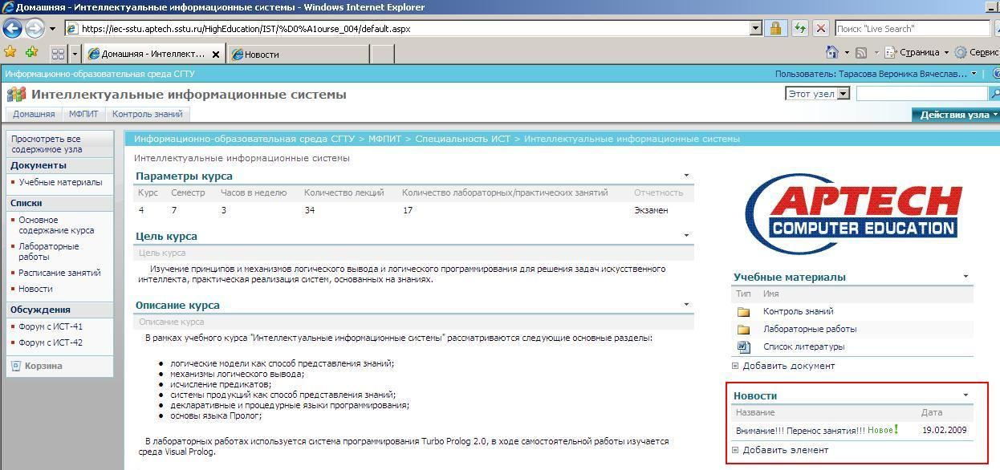 Домашняя - Интеллектуальные информационные системы - Windows Internet Explorer
https://iec-sstu.aptech.sstu.ru/HighEducation/IST/%D0%A1ourse_004/default.aspx
Поиск "Live Search"
Домашняя - Интеллект...
Новости
Страница
Сервис
Информационно-образовательная среда СГТУ
Пользователь: Тарасова Вероника Вячеслав...
Интеллектуальные информационные системы
Этот узел
Домашняя
МФПИТ
Контроль знаний
Действия узла
Просмотреть все
содержимое узла
Документы
Учебные материалы
Списки
Основное
содержание курса
Лабораторные
работы
Расписание занятий
Новости
Обсуждения
Форум с ИСТ-41
Форум с ИСТ-42
Корзина
Информационно-образовательная среда СГТУ > МФПИТ > Специальность ИСТ > Интеллектуальные информационные системы
Интеллектуальные информационные системы
Параметры курса
Курс Семестр Часов в неделю Количество лекций Количество лабораторных/практических занятий Отчетность
4 7 3 34 17 Экзамен
Цель курса
Цель курса
Изучение принципов и механизмов логического вывода и логического программирования для решения задач искусственного
интеллекта, практическая реализация систем, основанных на знаниях.
Описание курса
Описание курса
В рамках учебного курса "Интеллектуальные информационные системы" рассматриваются следующие основные разделы:
• логические модели как способ представления знаний;
• механизмы логического вывода;
• исчисление предикатов;
• системы продукций как способ представления знаний;
• декларативные и процедурные языки программирования;
• основы языка Пролог;
В лабораторных работах используется система программирования Turbo Prolog 2.0, в ходе самостоятельной работы изучается
среда Visual Prolog.
APTECH
COMPUTER EDUCATION
Учебные материалы
Тип Имя
Контроль знаний
Лабораторные работы
Список литературы
Добавить документ
Новости
Название Дата
Внимание!!! Перенос занятия!!! Новое! 19.02.2009
Добавить элемент